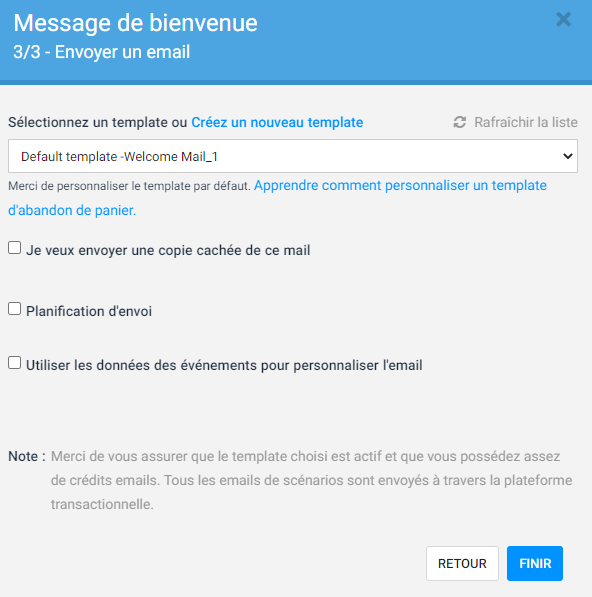 Message de bienvenue
3/3 - Envoyer un email
Sélectionnez un template ou Créez un nouveau template Rafraîchir la liste
Default template -Welcome Mail_1
Merci de personnaliser le template par défaut. Apprendre comment personnaliser un template
d'abandon de panier.
Je veux envoyer une copie cachée de ce mail
Planification d'envoi
Utiliser les données des événements pour personnaliser l'email
Note : Merci de vous assurer que le template choisi est actif et que vous possédez assez
de crédits emails. Tous les emails de scénarios sont envoyés à travers la plateforme
transactionnelle.
RETOUR FINIR